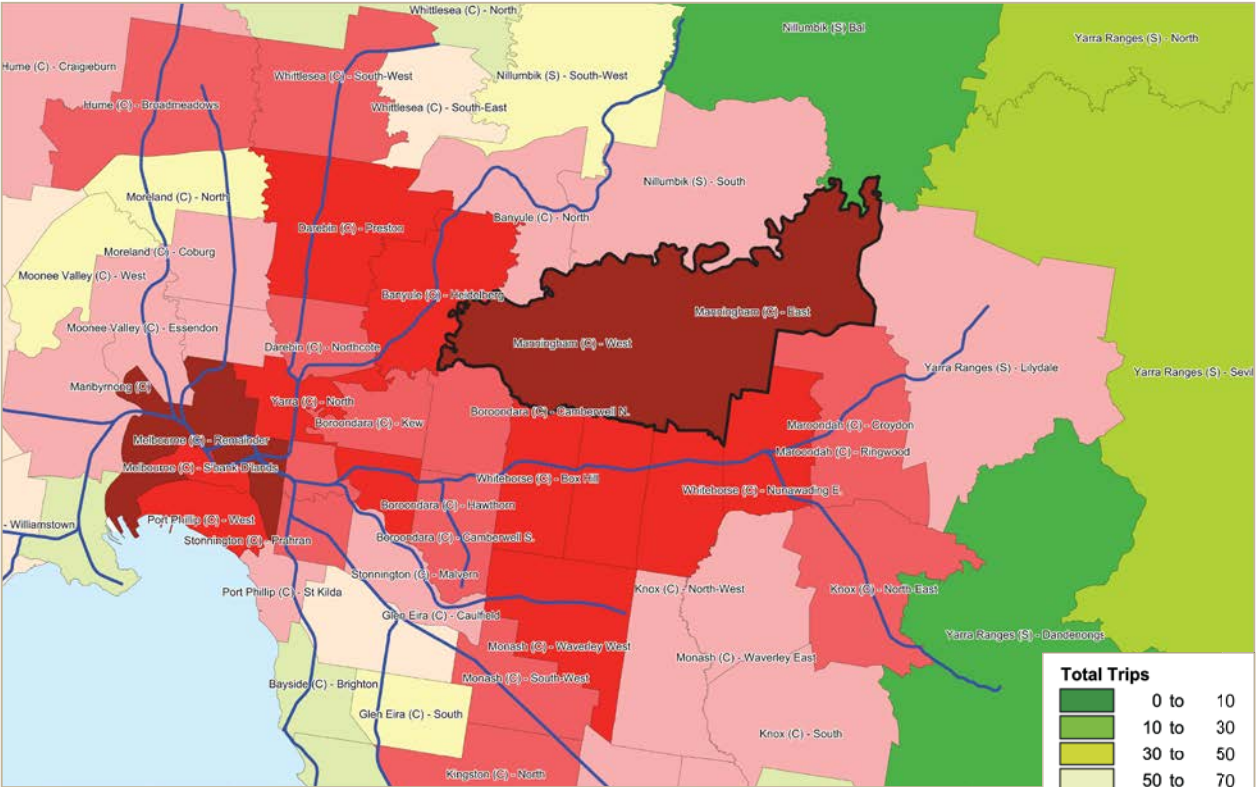 Whittlesea (C) - North
Nillumbik (S) Bal
Yarra Ranges (S) - North
Hume (C) - Craigieburn
Whittlesea (C) - South-West
Nillumbik (S) - South-West
Hume (C) - Broadmeadows
Whittlesea (C) - South-East
Nillumbik (S) - South
Moreland (C) - North
Banyule (C) - North
Darebin (C) - Preston
Moreland (C) - Coburg
Moonee Valley (C) - West
Banyule (C) - Heidelberg
Manningham (C) - East
Moonee Valley (C) - Essendon
Manningham (C) - West
Darebin (C) - Northcote
Yarra Ranges (S) - Lilydale
Yarra Ranges (S) - Sevil
Maribyrnong (C)
Yarra (C) - North
Boroondara (C) - Camberwell N.
Boroondara (C) - Kew
Maroondah (C) - Croydon
Melbourne (C) - Remainder
Maroondah (C) - Ringwood
Melbourne (C) - S'bank D'lands
Whitehorse (C) - Box Hill
Whitehorse (C) - Nunawading E.
Boroondara (C) - Hawthorn
Port Phillip (C) - West
- Williamstown
Stonnington (C) - Prahran
Boroondara (C) - Camberwell S.
Stonnington (C) - Malvern
Port Phillip (C) - St Kilda
Knox (C) - North-West
Knox (C) - North-East
Glen Eira (C) - Caulfield
Yarra Ranges (S) - Dandenongs
Monash (C) - Waverley West
Monash (C) - Waverley East
Monash (C) - South-West
Bayside (C) - Brighton
Glen Eira (C) - South
Knox (C) - South
Kingston (C) - North
Total Trips
0 to 10
10 to 30
30 to 50
50 to 70